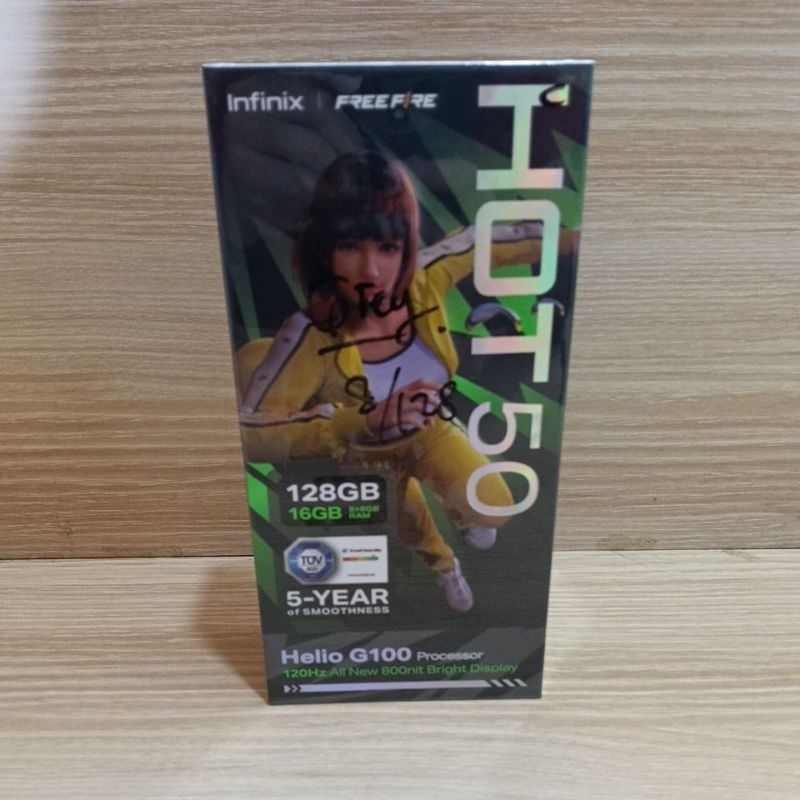 Infinix | FREE FIRE
HOT 50
8/128
128GB
16GB 8+8GB RAM
TÜV
5-YEAR
of SMOOTHNESS
Helio G100 Processor
120Hz All New 800nit Bright Display